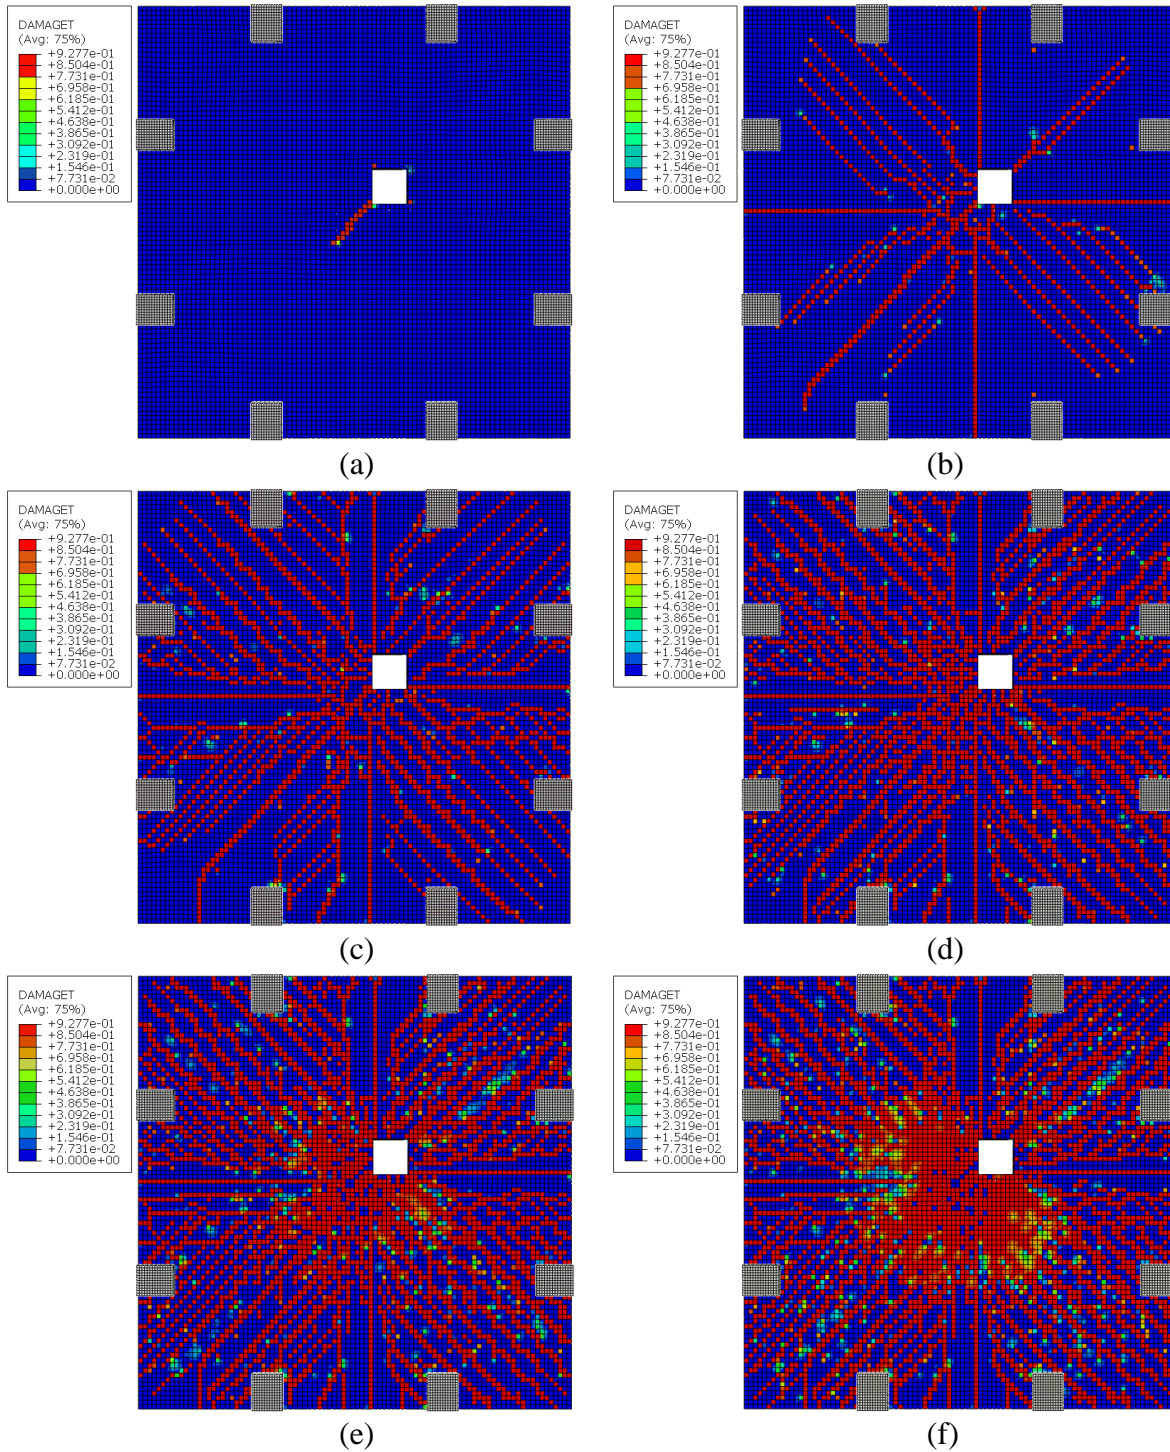 DAMAGET
(Avg: 75%)
+9.277e-01
+8.504e-01
+7.731e-01
+6.958e-01
+6.185e-01
+5.412e-01
+4.638e-01
+3.865e-01
+3.092e-01
+2.319e-01
+1.546e-01
+7.731e-02
+0.000e+00
(a)
DAMAGET
(Avg: 75%)
+9.277e-01
+8.504e-01
+7.731e-01
+6.958e-01
+6.185e-01
+5.412e-01
+4.638e-01
+3.865e-01
+3.092e-01
+2.319e-01
+1.546e-01
+7.731e-02
+0.000e+00
(b)
DAMAGET
(Avg: 75%)
+9.277e-01
+8.504e-01
+7.731e-01
+6.958e-01
+6.185e-01
+5.412e-01
+4.638e-01
+3.865e-01
+3.092e-01
+2.319e-01
+1.546e-01
+7.731e-02
+0.000e+00
(c)
DAMAGET
(Avg: 75%)
+9.277e-01
+8.504e-01
+7.731e-01
+6.958e-01
+6.185e-01
+5.412e-01
+4.638e-01
+3.865e-01
+3.092e-01
+2.319e-01
+1.546e-01
+7.731e-02
+0.000e+00
(d)
DAMAGET
(Avg: 75%)
+9.277e-01
+8.504e-01
+7.731e-01
+6.958e-01
+6.185e-01
+5.412e-01
+4.638e-01
+3.865e-01
+3.092e-01
+2.319e-01
+1.546e-01
+7.731e-02
+0.000e+00
(e)
DAMAGET
(Avg: 75%)
+9.277e-01
+8.504e-01
+7.731e-01
+6.958e-01
+6.185e-01
+5.412e-01
+4.638e-01
+3.865e-01
+3.092e-01
+2.319e-01
+1.546e-01
+7.731e-02
+0.000e+00
(f)